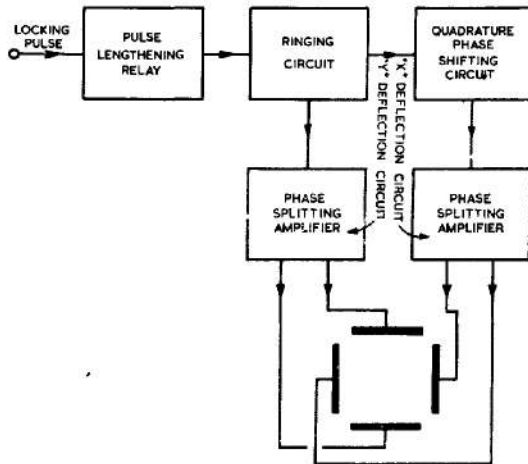 LOCKING
PULSE
PULSE
LENGTHENING
RELAY
RINGING
CIRCUIT
QUADRATURE
PHASE
SHIFTING
CIRCUIT
"Y" DEFLECTION CIRCUIT
"X" DEFLECTION CIRCUIT
PHASE
SPLITTING
AMPLIFIER
PHASE
SPLITTING
AMPLIFIER